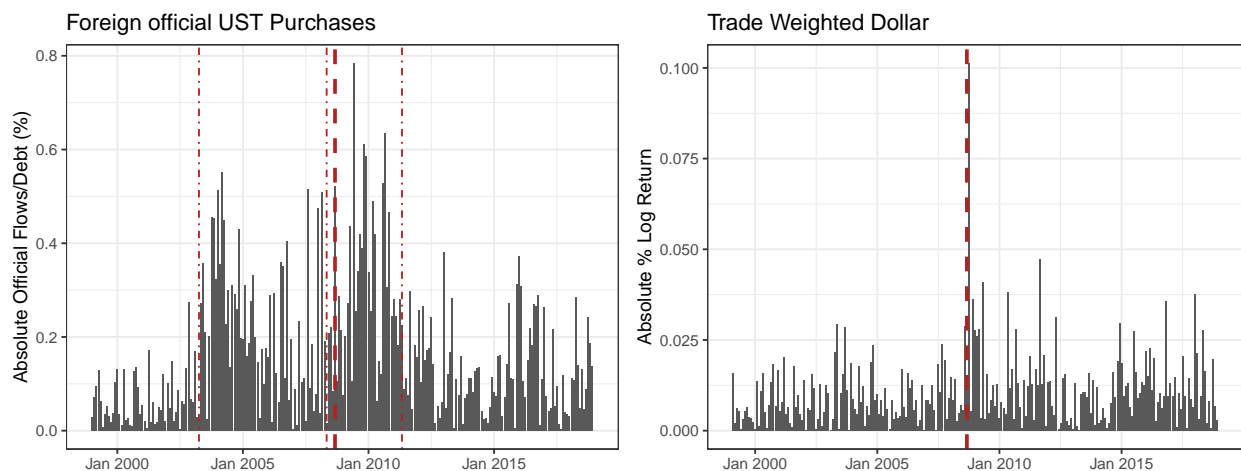 Foreign official UST Purchases
Absolute Official Flows/Debt (%)
0.8
0.6
0.4
0.2
0.0
Jan 2000 Jan 2005 Jan 2010 Jan 2015
Trade Weighted Dollar
Absolute % Log Return
0.100
0.075
0.050
0.025
0.000
Jan 2000 Jan 2005 Jan 2010 Jan 2015